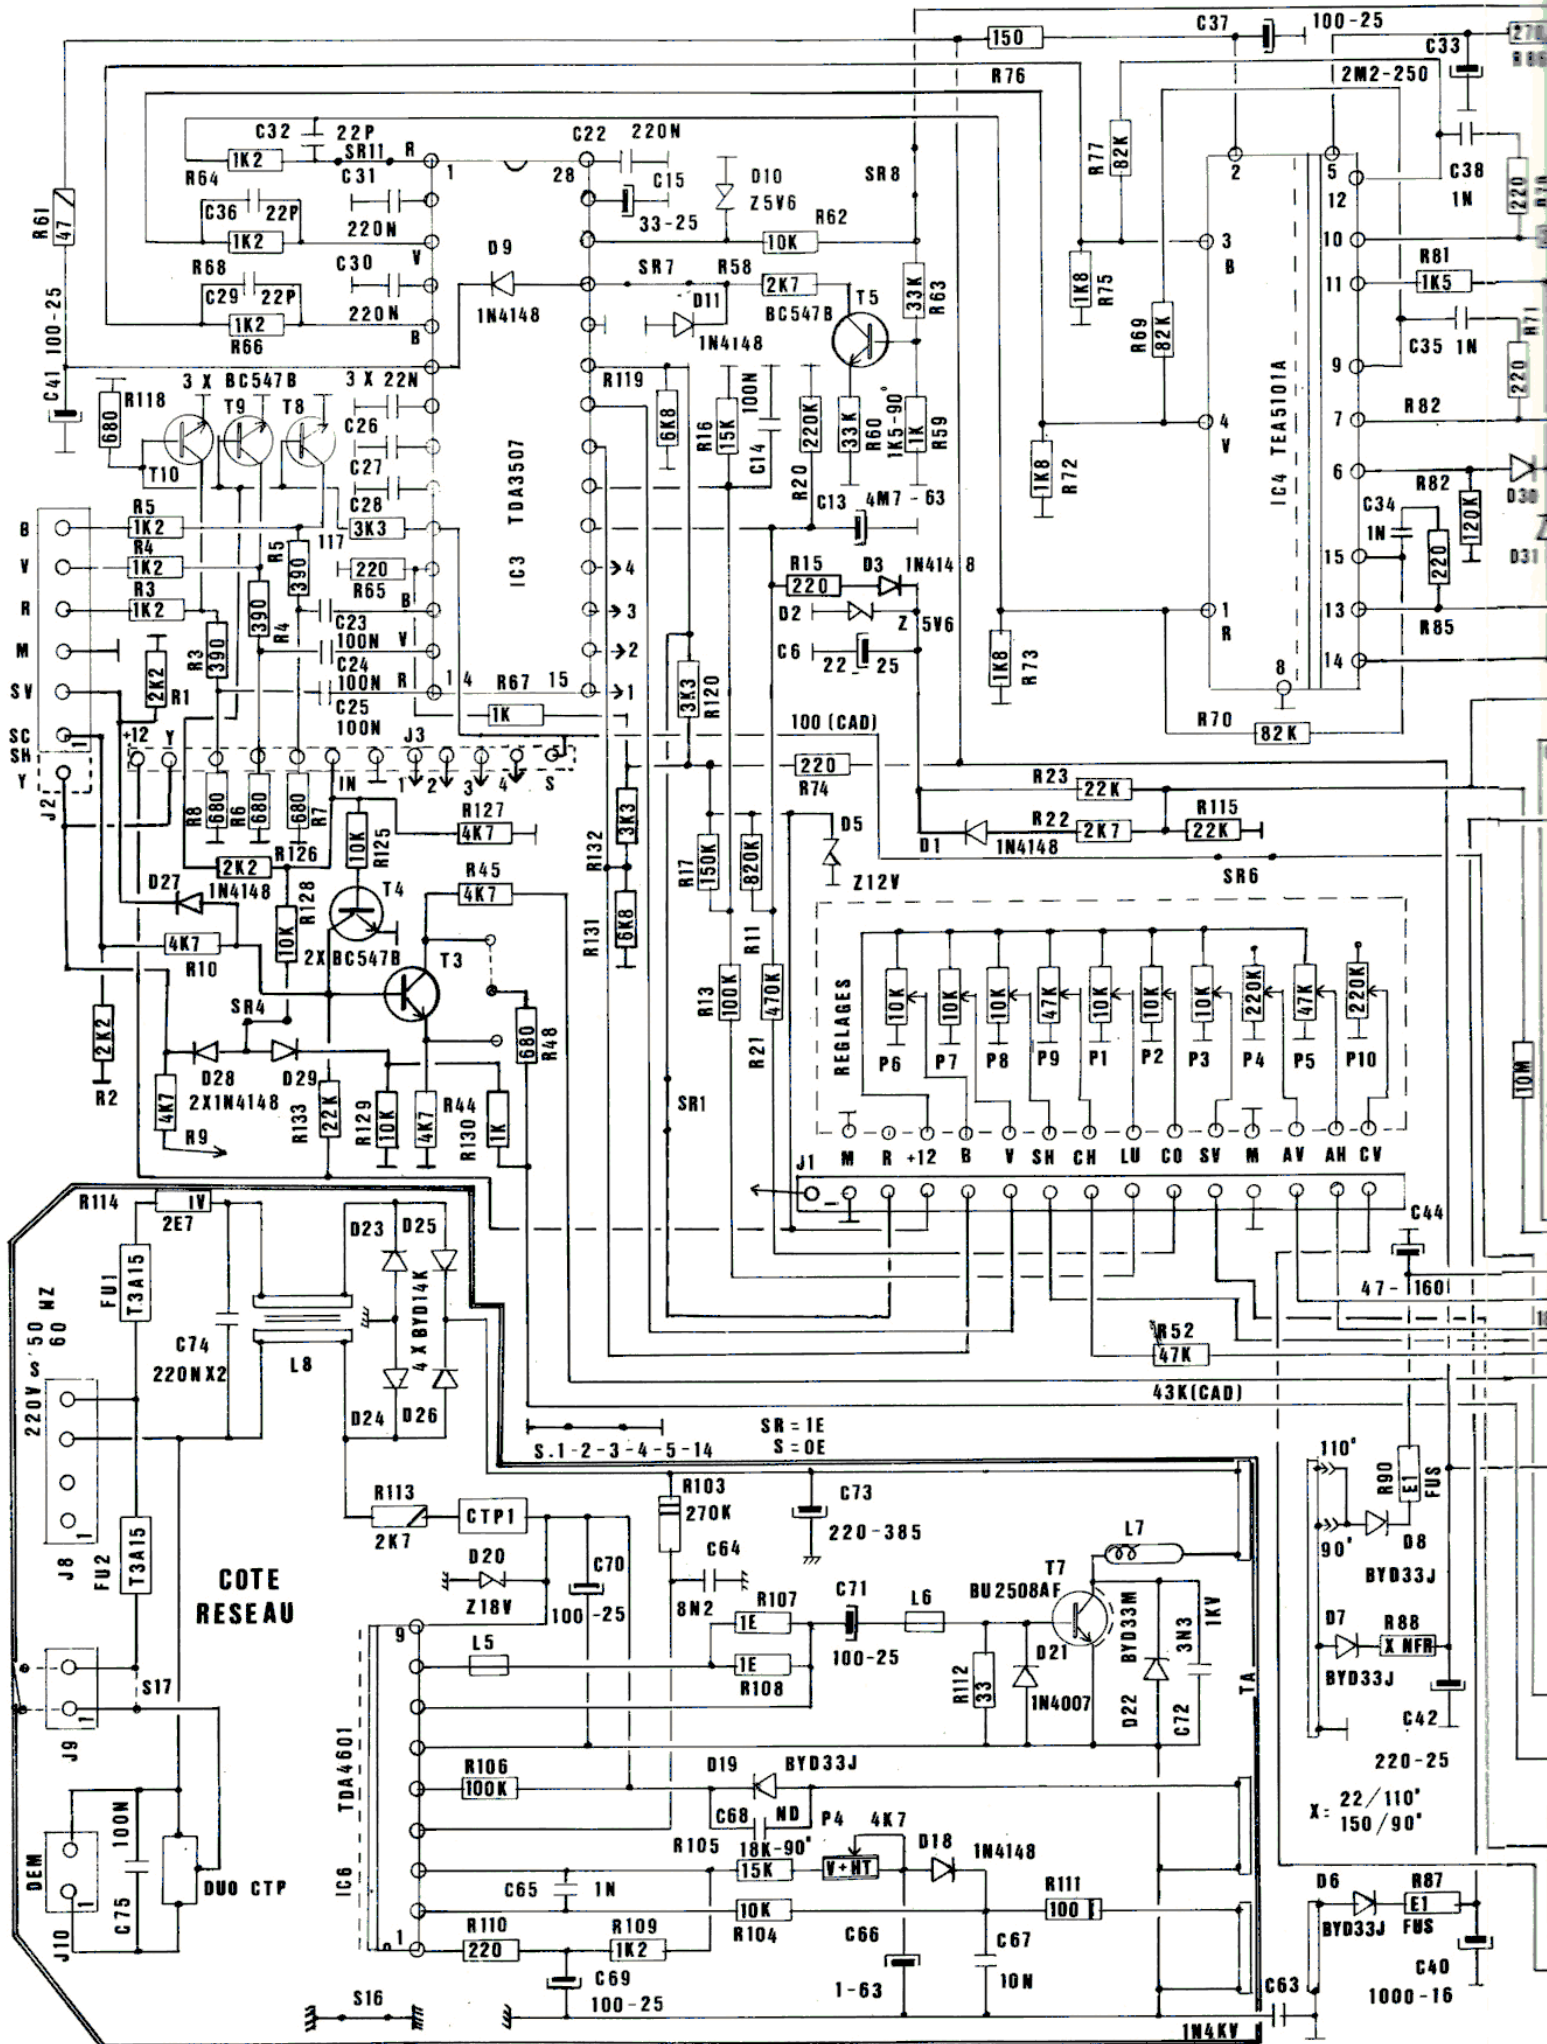 C37
100-25
150
R76
C33
270
2M2-250
C32
22P
SR11
R
C22
220N
1K2
R64
C31
1
28
C15
D10
Z5V6
SR8
R77
82K
2
5
12
C38
1N
220
R61
47
C36
22P
220N
1K2
33-25
R62
10K
3
B
10
R68
C30
V
D9
SR7
R58
2K7
T5
33K
R63
1K8
R75
R81
11
1K5
C29
22P
220N
1K2
R66
B
1N4148
D11
1N4148
BC547B
R69
82K
C35
1N
R71
220
9
C41
100-25
3 X BC547B
3 X 22N
R118
680
T9
T8
T10
C26
C27
C28
R119
6K8
R16
15K
100N
C14
R20
220K
33K
R60
1K5-90°
1K
R59
4
V
1K8
R72
7
R82
6
R82
IC4 TEA5101A
IC3 TDA3507
C13
4M7-63
D30
D31
C34
1N
220
120K
B
R5
1K2
R4
V
1K2
R3
R
1K2
R5
390
117
3K3
220
R65
4
3
2
1
R15
220
D3
1N4148
D2
Z 5V6
15
13
R85
1
R
M
2K2
R1
R3
390
390
R4
C23
100N
B
C24
100N
V
C25
100N
R
14
R67
1K
15
3K3
R120
C6
22
25
1K8
R73
14
8
SV
SC
SH
Y
J2
1
+12
Y
IN
J3
1
2
3
4
S
100 (CAD)
220
R74
R70
82K
R8
680
R6
680
680
R7
R127
4K7
R126
2K2
10K
R125
R132
3K3
R17
150K
820K
R11
D5
Z12V
R23
22K
R22
2K7
R115
22K
D1
1N4148
SR6
D27
1N4148
R128
10K
T4
2XBC547B
R45
4K7
R131
6K8
4K7
R10
T3
SR4
R13
100K
470K
R21
REGLAGES
10K
10K
10K
47K
10K
10K
10K
220K
47K
220K
P6
P7
P8
P9
P1
P2
P3
P4
P5
P10
2K2
R2
D28
D29
2X1N4148
4K7
R9
R133
22K
R129
10K
4K7
R44
R130
1K
680
R48
SR1
10M
M
R
+12
B
V
SH
CH
LU
CO
SV
M
AV
AH
CV
J1
R114
1V
2E7
D23
D25
C44
47-160
FU1
T3A15
220V
50
60
HZ
C74
220NX2
L8
4 X BYD14K
D24
D26
R52
47K
43K(CAD)
SR=1E
S=0E
S.1-2-3-4-5-14
110°
90°
R90
E1
FUS
J8
1
FU2
T3A15
COTE
RESEAU
R113
2K7
CTP1
R103
270K
C73
220-385
L7
D8
BYD33J
D20
Z18V
C70
100-25
C64
8N2
R107
1E
1E
R108
C71
100-25
L6
T7
BU2508AF
D21
1N4007
R112
33
BYD33M
D22
3N3
1KV
C72
D7
BYD33J
R88
X NFR
9
L5
S17
J9
1
C42
220-25
TA
TDA4601
IC6
R106
100K
D19
BYD33J
C68
ND
P4
4K7
X=
22/110°
150/90°
R105
18K-90°
15K
V+HT
D18
1N4148
DEM
J10
1
100N
C75
DUO CTP
C65
1N
10K
R104
R111
100
D6
BYD33J
R87
E1
FUS
1
R110
220
R109
1K2
C66
1-63
C67
10N
C40
1000-16
C69
100-25
S16
C63
1N4KV